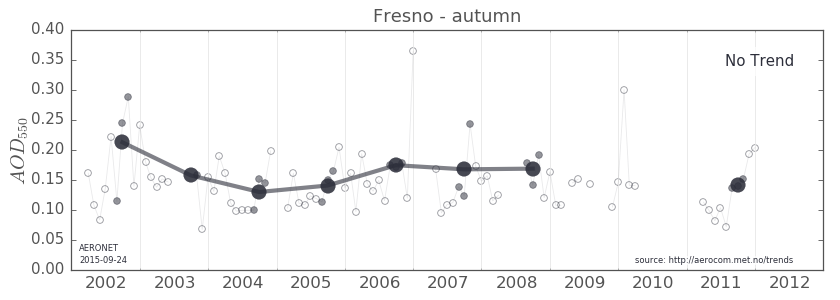 Fresno - autumn
0.40
0.35
0.30
0.25
0.20
0.15
0.10
0.05
0.00
AOD550
No Trend
AERONET
2015-09-24
source: http://aerocom.met.no/trends
2002 2003 2004 2005 2006 2007 2008 2009 2010 2011 2012